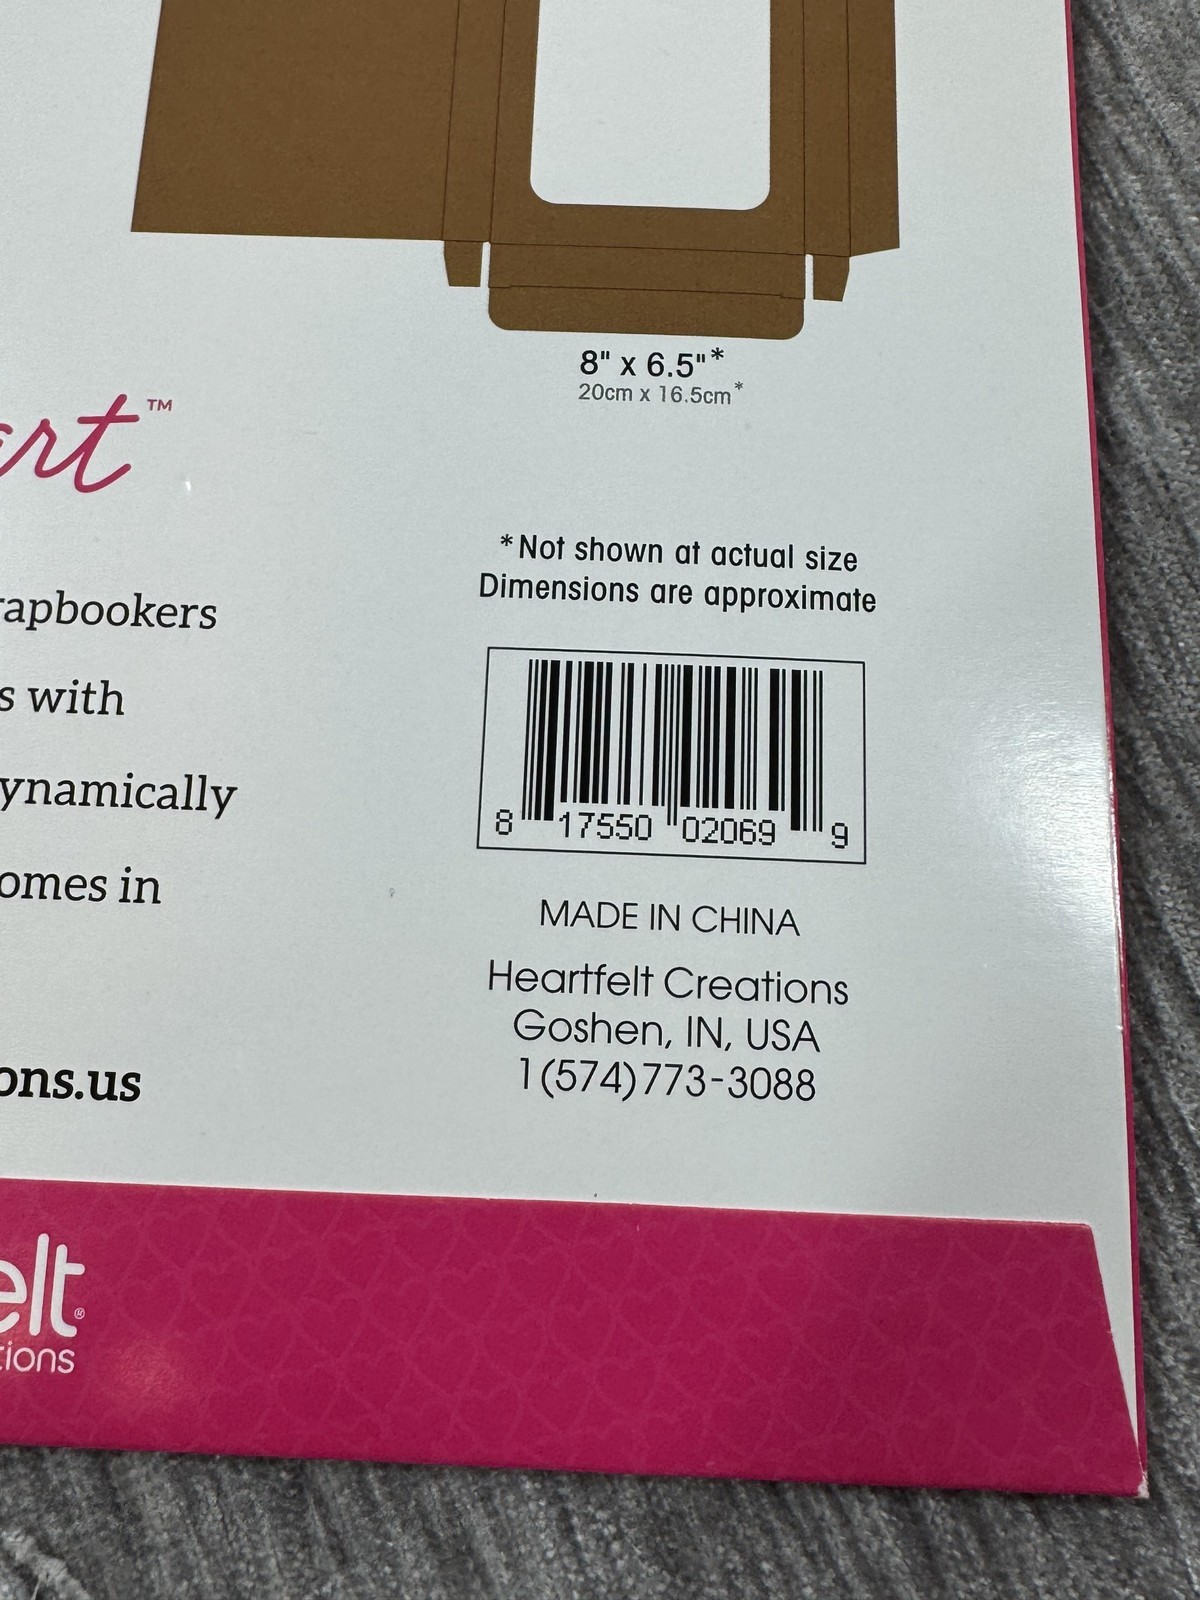 8" x 6.5"*
20cm x 16.5cm*
™
*Not shown at actual size
Dimensions are approximate
rapbookers
s with
ynamically
omes in
ons.us
8 17550 02069 9
MADE IN CHINA
Heartfelt Creations
Goshen, IN, USA
1(574)773-3088
art
elt®
tions